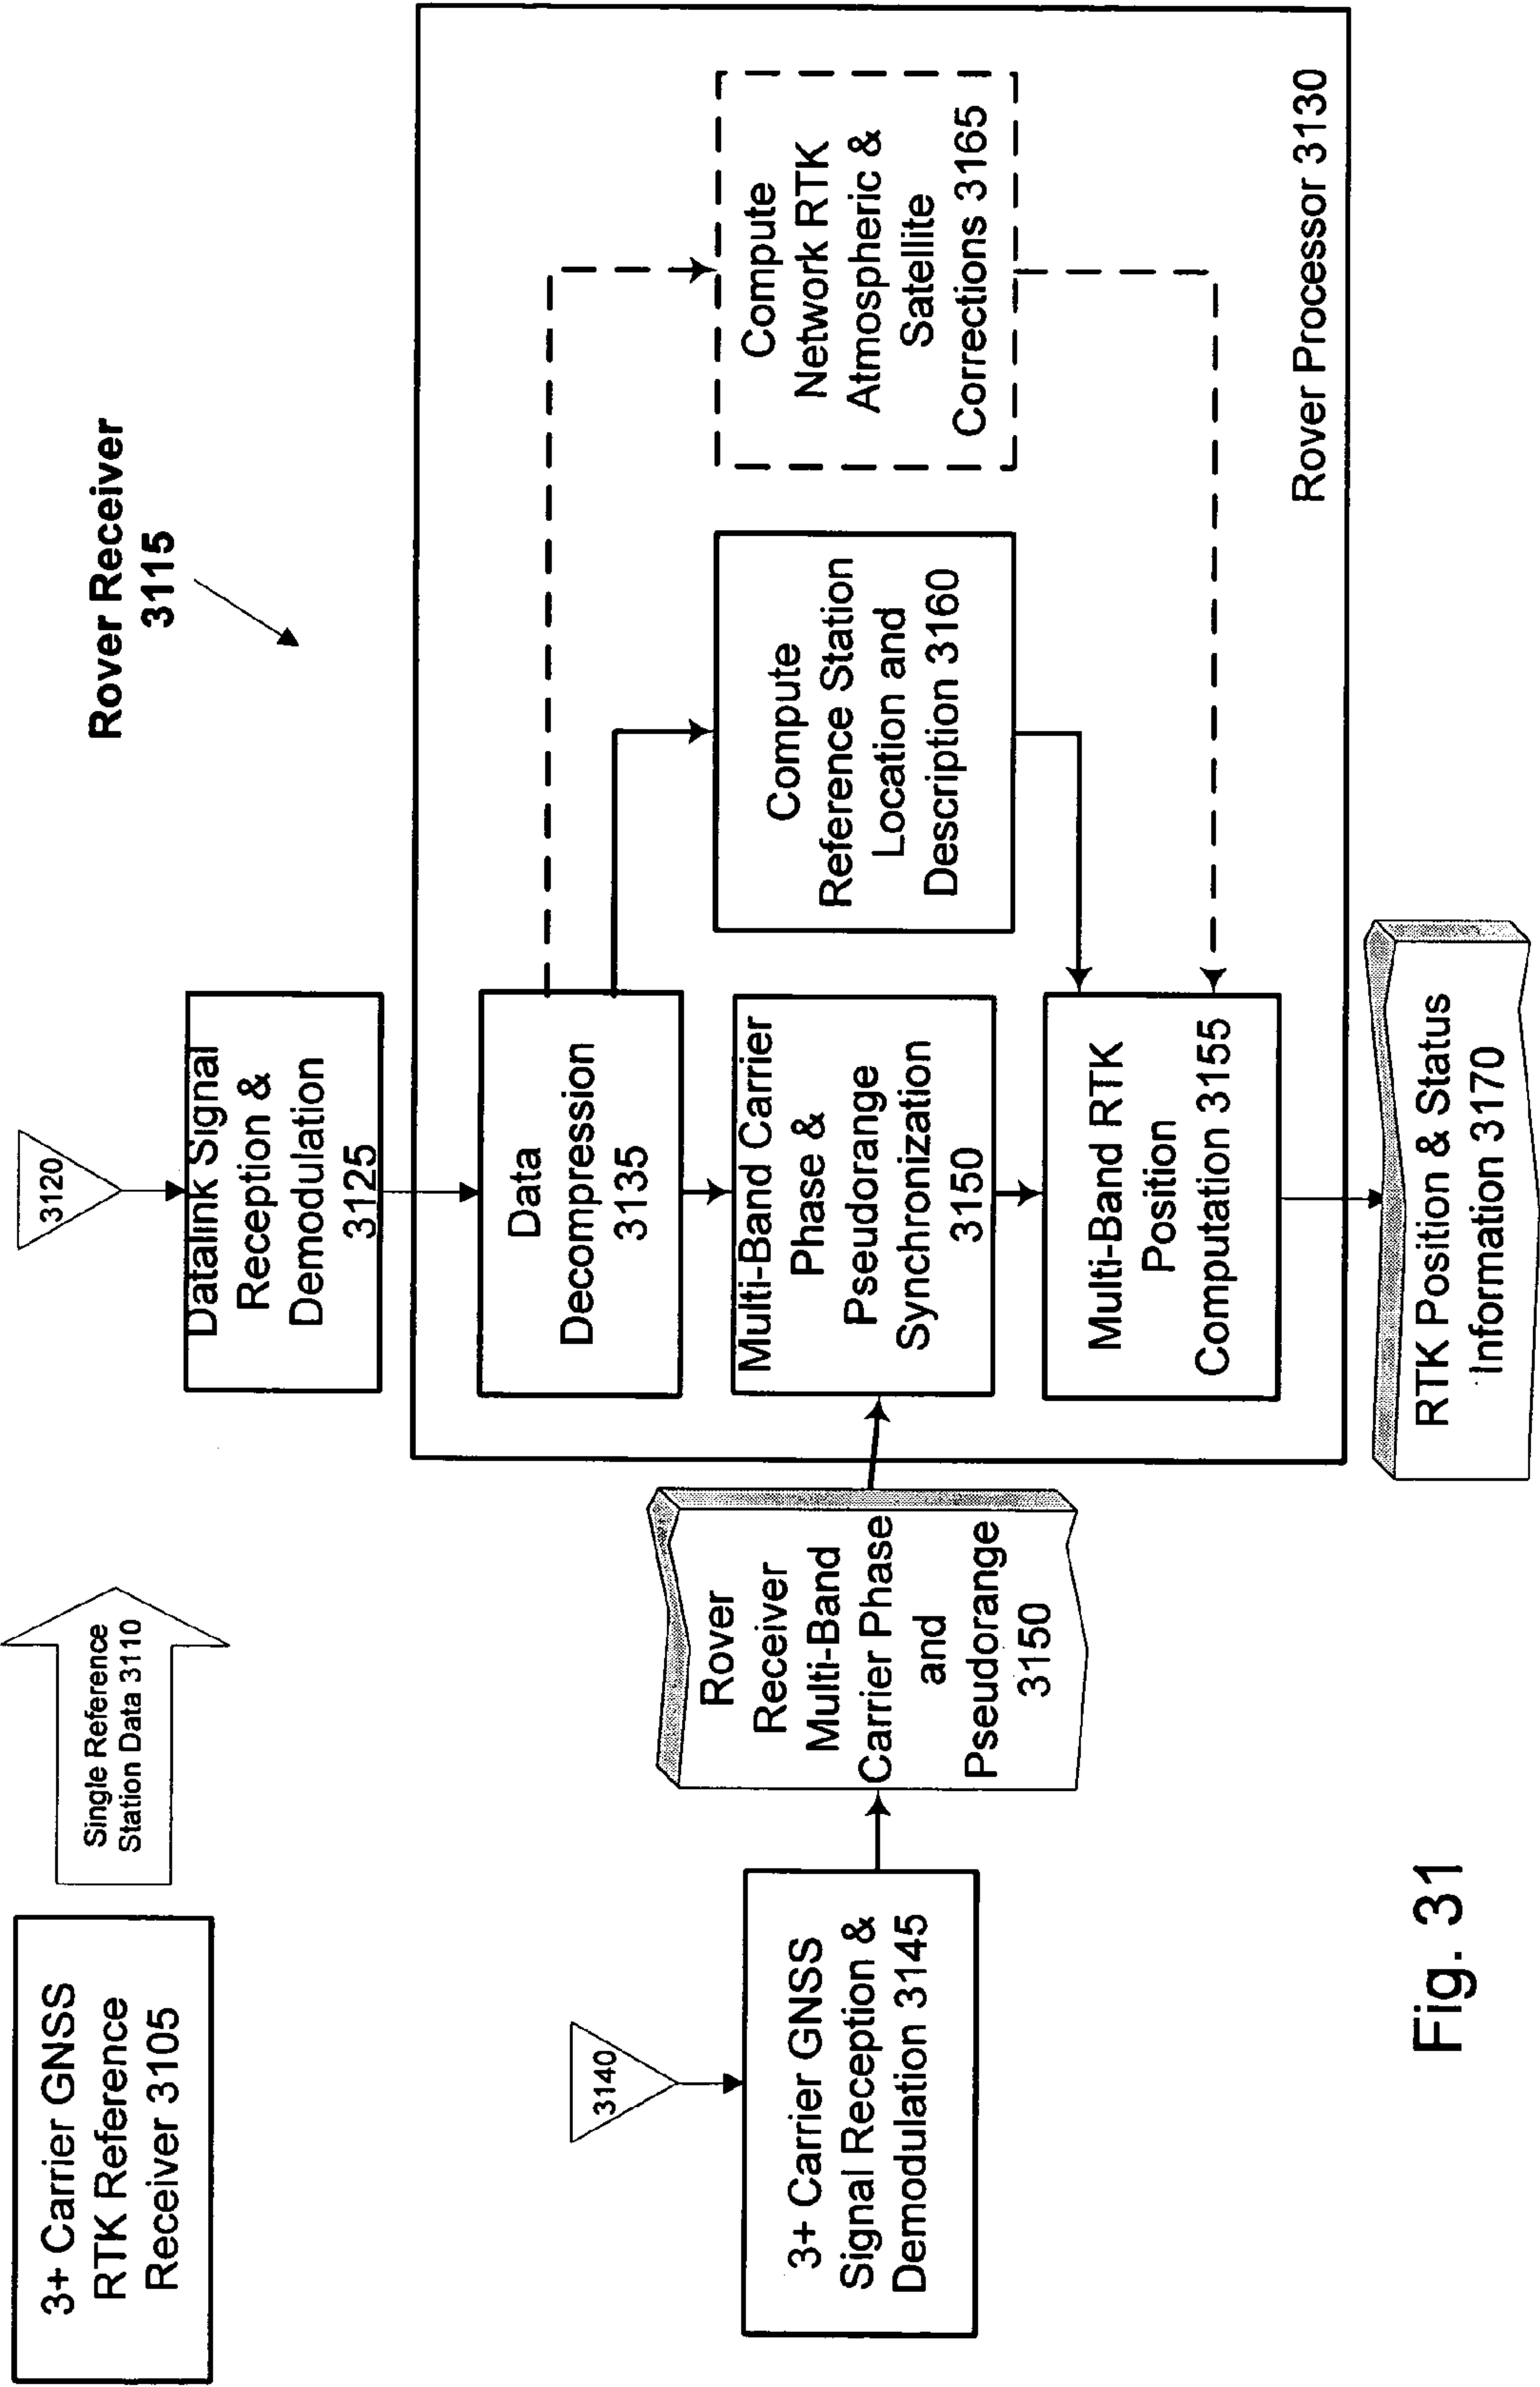 3+ Carrier GNSS
RTK Reference
Receiver 3105
Single Reference
Station Data 3110
3120
Datalink Signal
Reception &
Demodulation
3125
Rover Receiver
3115
Data
Decompression
3135
Multi-Band Carrier
Phase &
Pseudorange
Synchronization
3150
Multi-Band RTK
Position
Computation 3155
Compute
Reference Station
Location and
Description 3160
Compute
Network RTK
Atmospheric &
Satellite
Corrections 3165
Rover Processor 3130
3140
3+ Carrier GNSS
Signal Reception &
Demodulation 3145
Rover
Receiver
Multi-Band
Carrier Phase
and
Pseudorange
3150
RTK Position & Status
Information 3170
Fig. 31